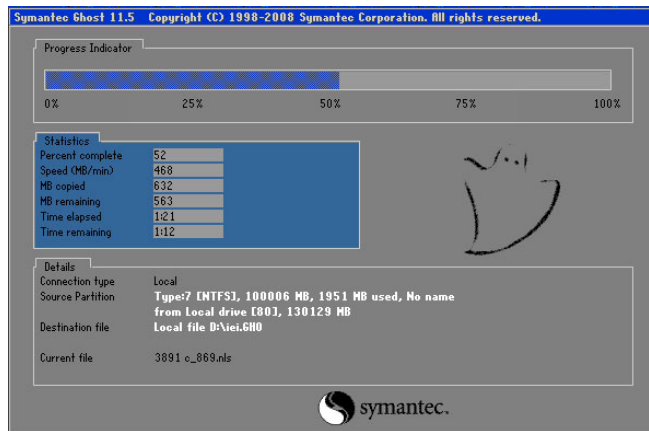 Symantec Ghost 11.5 Copyright (C) 1998-2008 Symantec Corporation. All rights reserved.
Progress Indicator
0% 25% 50% 75% 100%
Statistics
Percent complete 52
Speed (MB/min) 468
MB copied 632
MB remaining 563
Time elapsed 1:21
Time remaining 1:12
Details
Connection type Local
Source Partition Type:7 [NTFS], 100006 MB, 1951 MB used, No name
from Local drive [80], 130129 MB
Destination file Local file D:\iei.GHO
Current file 3891 c_869.nls
symantec.